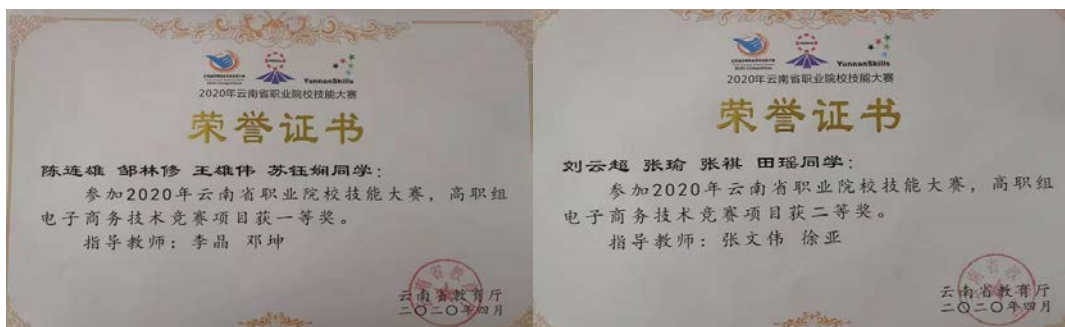 YunnanSkills
2020年云南省职业院校技能大赛
荣誉证书
陈连雄 邹林修 王雄伟 苏钰娴同学：
参加2020年云南省职业院校技能大赛，高职组
电子商务技术竞赛项目获一等奖。
指导教师：李晶 邓坤
云南省教育厅
二〇二〇年四月
YunnanSkills
2020年云南省职业院校技能大赛
荣誉证书
刘云超 张瑜 张祺 田瑶同学：
参加2020年云南省职业院校技能大赛，高职组
电子商务技术竞赛项目获二等奖。
指导教师：张文伟 徐亚
云南省教育厅
二〇二〇年四月